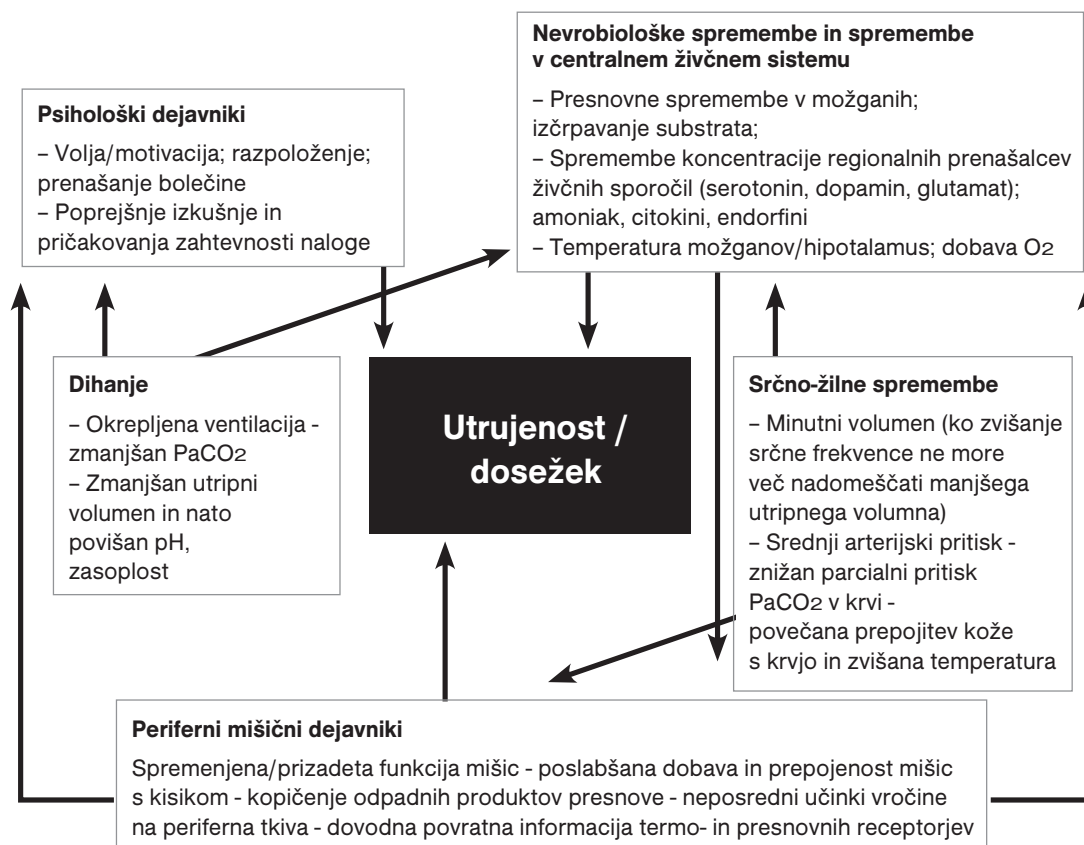 Nevrobiološke spremembe in spremembe
v centralnem živčnem sistemu
– Presnovne spremembe v možganih;
izčrpavanje substrata;
– Spremembe koncentracije regionalnih prenašalcev
živčnih sporočil (serotonin, dopamin, glutamat);
amoniak, citokini, endorfini
– Temperatura možganov/hipotalamus; dobava O2
Psihološki dejavniki
– Volja/motivacija; razpoloženje;
prenašanje bolečine
– Poprejšnje izkušnje in
pričakovanja zahtevnosti naloge
Dihanje
– Okrepljena ventilacija -
zmanjšan PaCO2
– Zmanjšan utripni
volumen in nato
povišan pH,
zasoplost
Utrujenost /
dosežek
Srčno-žilne spremembe
– Minutni volumen (ko zvišanje
srčne frekvence ne more
več nadomeščati manjšega
utripnega volumna)
– Srednji arterijski pritisk -
znižan parcialni pritisk
PaCO2 v krvi -
povečana prepojitev kože
s krvjo in zvišana temperatura
Periferni mišični dejavniki
Spremenjena/prizadeta funkcija mišic - poslabšana dobava in prepojenost mišic
s kisikom - kopičenje odpadnih produktov presnove - neposredni učinki vročine
na periferna tkiva - dovodna povratna informacija termo- in presnovnih receptorjev